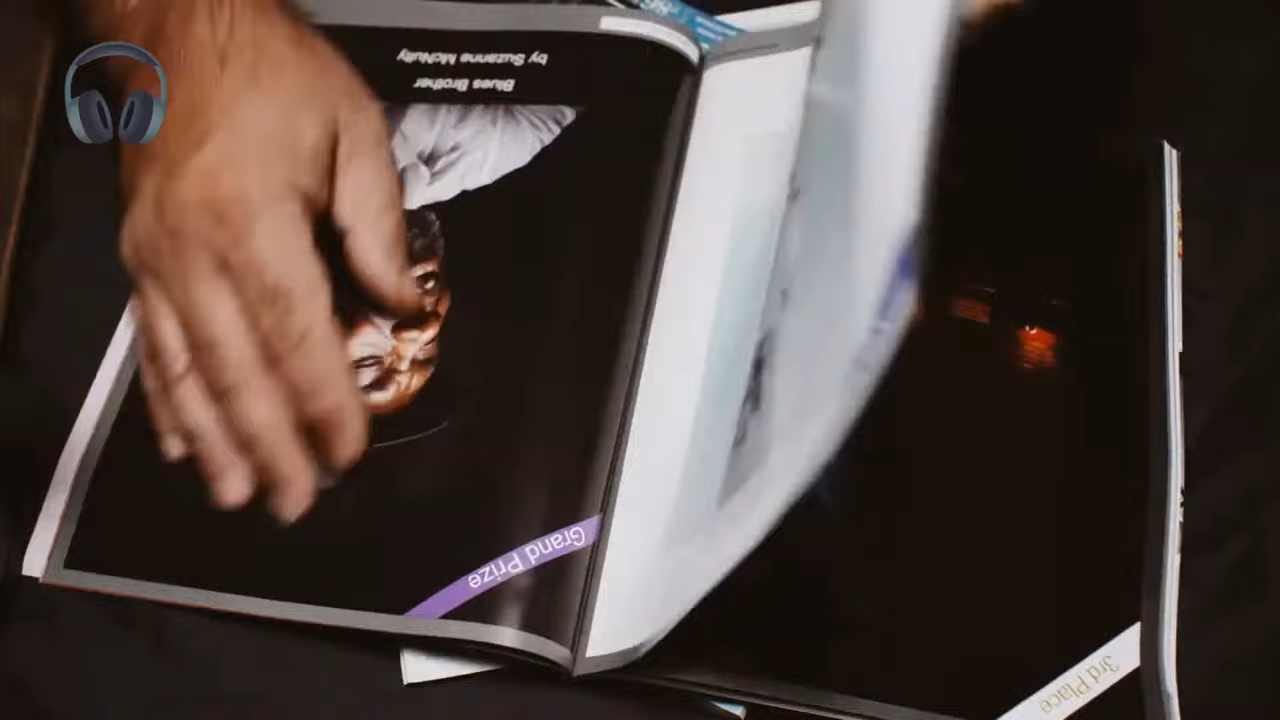 Blues Brother
by Suzanne McNulty
Grand Prize
3rd Place